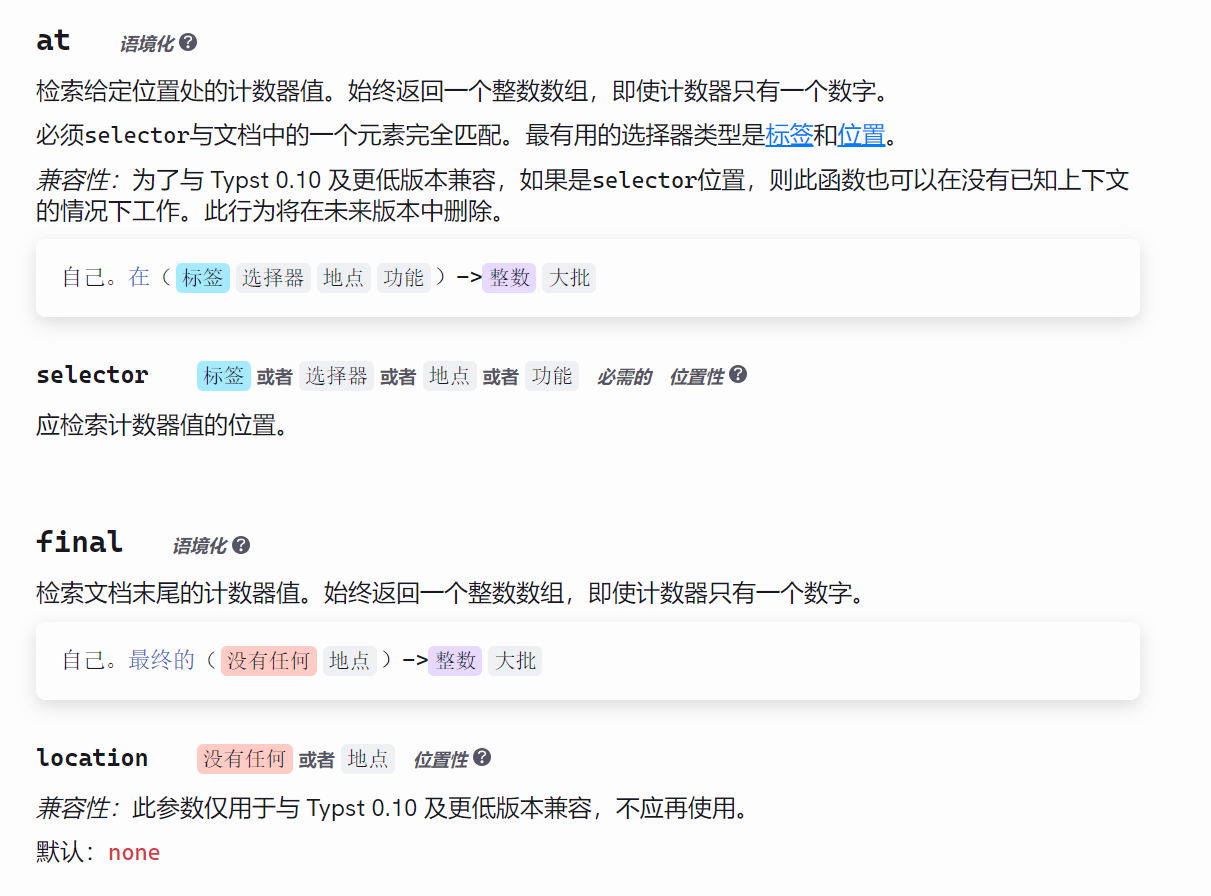 at 语境化
检索给定位置处的计数器值。始终返回一个整数数组，即使计数器只有一个数字。
必须selector与文档中的一个元素完全匹配。最有用的选择器类型是标签和位置。
兼容性：为了与 Typst 0.10 及更低版本兼容，如果是selector位置，则此函数也可以在没有已知上下文
的情况下工作。此行为将在未来版本中删除。
自己。在（标签 选择器 地点 功能）->整数 大批
selector 标签 或者 选择器 或者 地点 或者 功能 必需的 位置性
应检索计数器值的位置。
final 语境化
检索文档末尾的计数器值。始终返回一个整数数组，即使计数器只有一个数字。
自己。最终的（没有任何 地点）->整数 大批
location 没有任何 或者 地点 位置性
兼容性：此参数仅用于与 Typst 0.10 及更低版本兼容，不应再使用。
默认：none